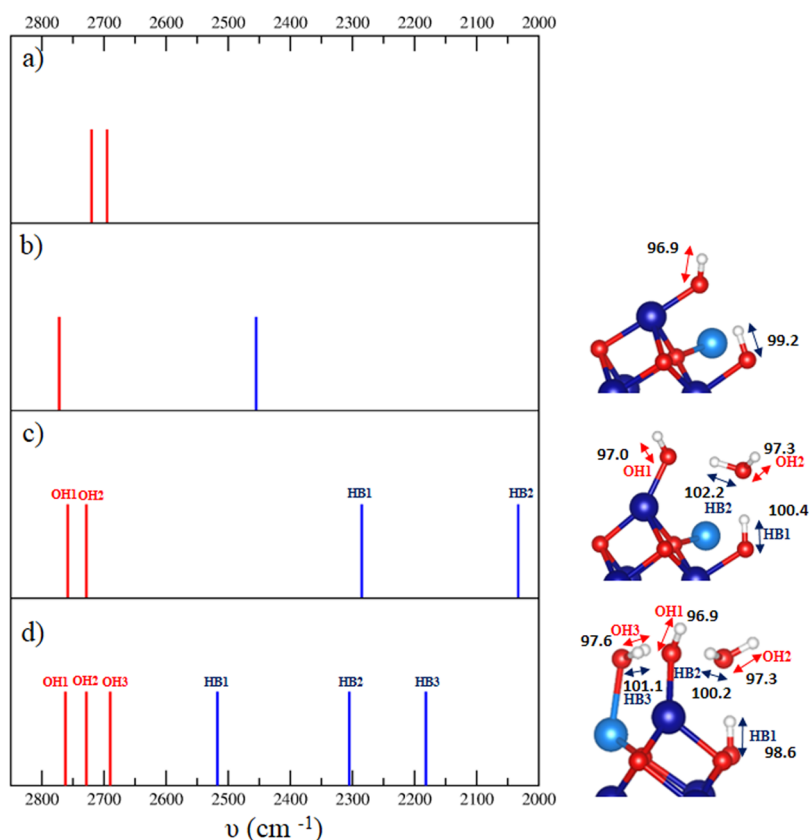 2800 2700 2600 2500 2400 2300 2200 2100 2000
a)
b)
96.9
99.2
c)
OH1 OH2 HB1 HB2
97.0
OH1
97.3
OH2
102.2
HB2
100.4
HB1
d)
OH1 OH2 OH3 HB1 HB2 HB3
OH1
96.9
OH3
97.6
OH2
97.3
HB2
100.2
101.1
HB3
HB1
98.6
2800 2700 2600 2500 2400 2300 2200 2100 2000
υ (cm ⁻¹)